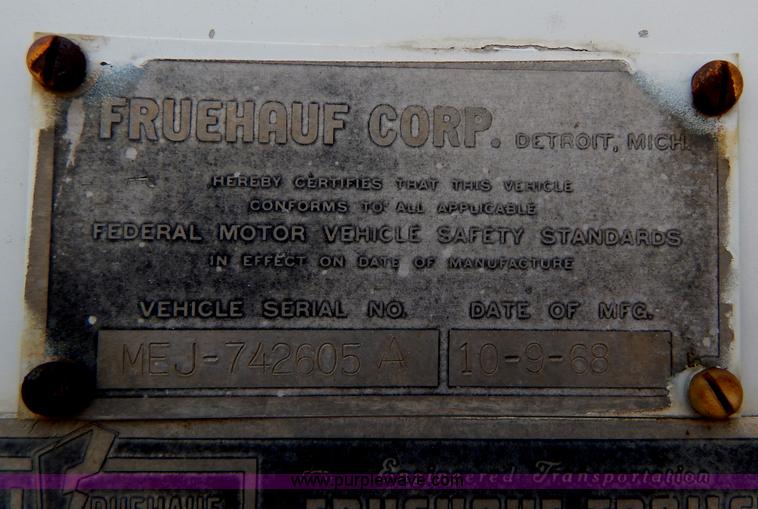 FRUEHAUF CORP. DETROIT, MICH.
HEREBY CERTIFIES THAT THIS VEHICLE
CONFORMS TO ALL APPLICABLE
FEDERAL MOTOR VEHICLE SAFETY STANDARDS
IN EFFECT ON DATE OF MANUFACTURE
VEHICLE SERIAL NO. DATE OF MFG.
MEJ-742605 A 10-9-68
Engineered Transportation
www.purplewave.com
FRUEHAUF